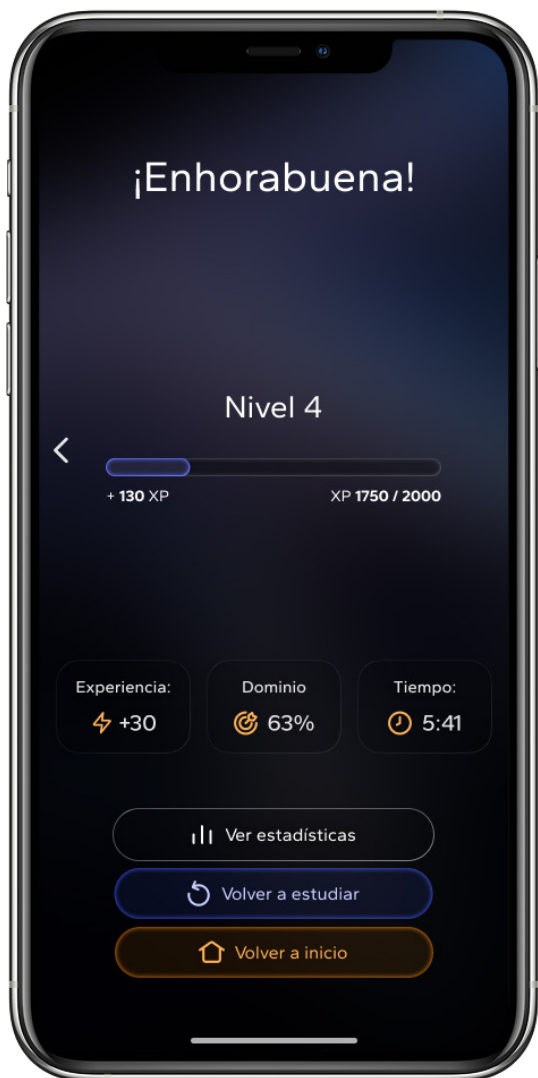 ¡Enhorabuena!
Nivel 4
+ 130 XP XP 1750 / 2000
Experiencia: Dominio Tiempo:
+30 63% 5:41
Ver estadísticas
Volver a estudiar
Volver a inicio